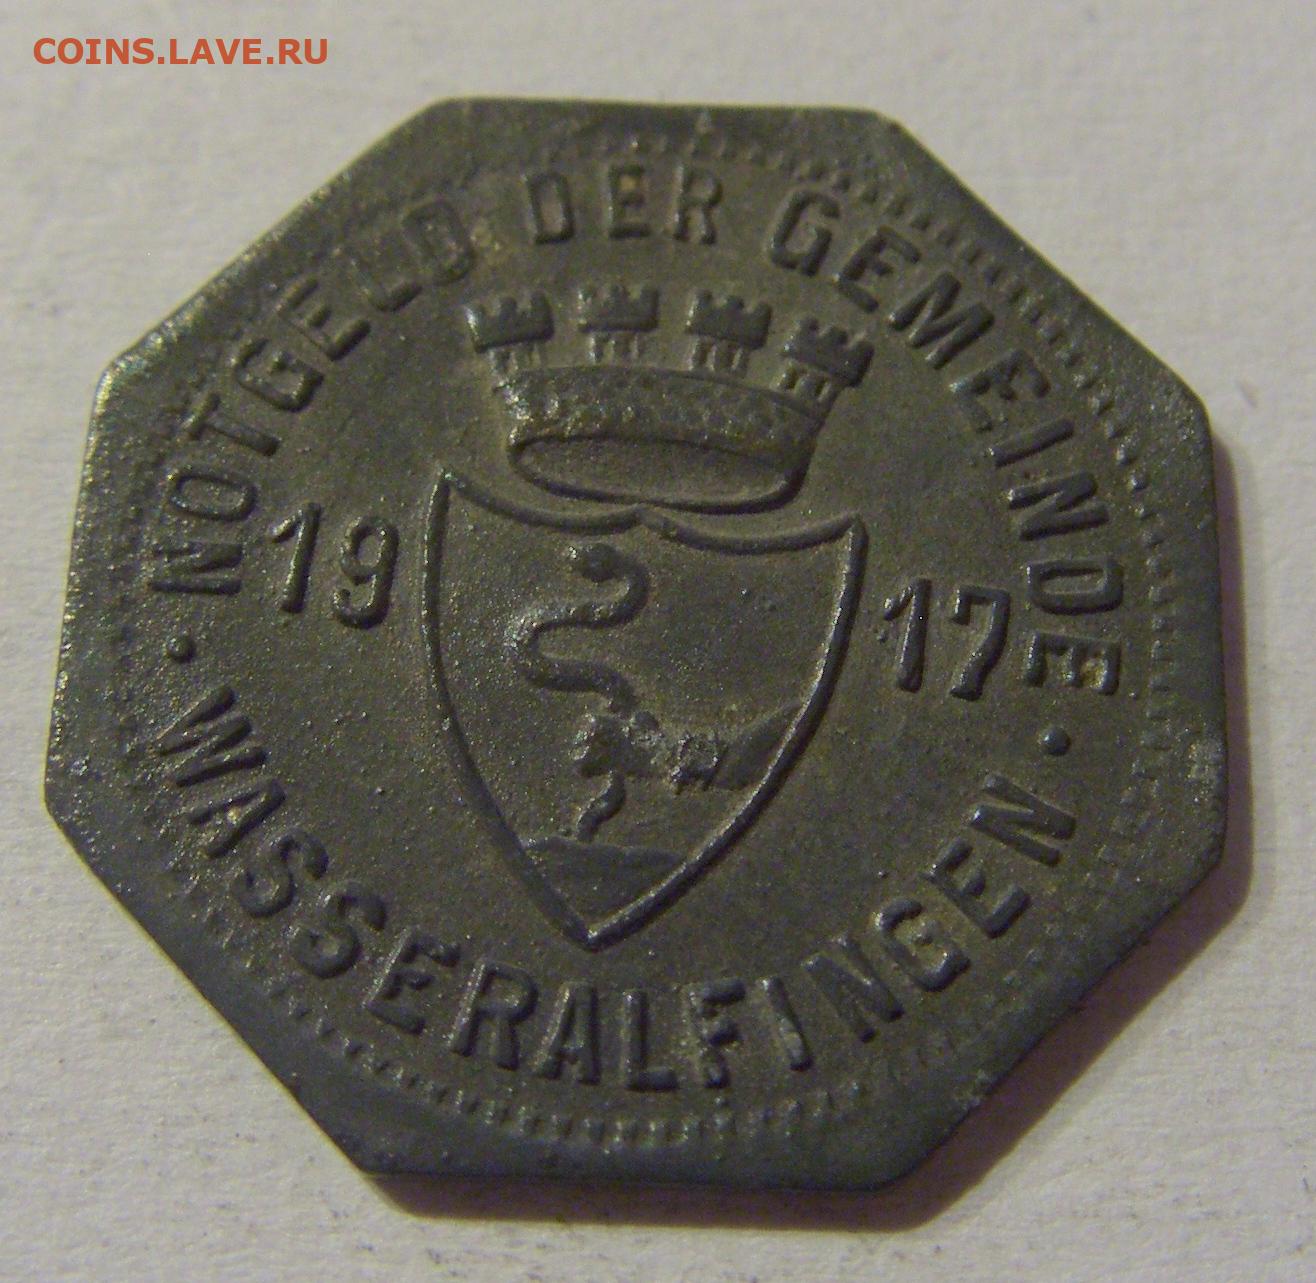 COINS.LAVE.RU
· NOTGELD DER GEMEINDE ·
19 17
WASSERALFINGEN